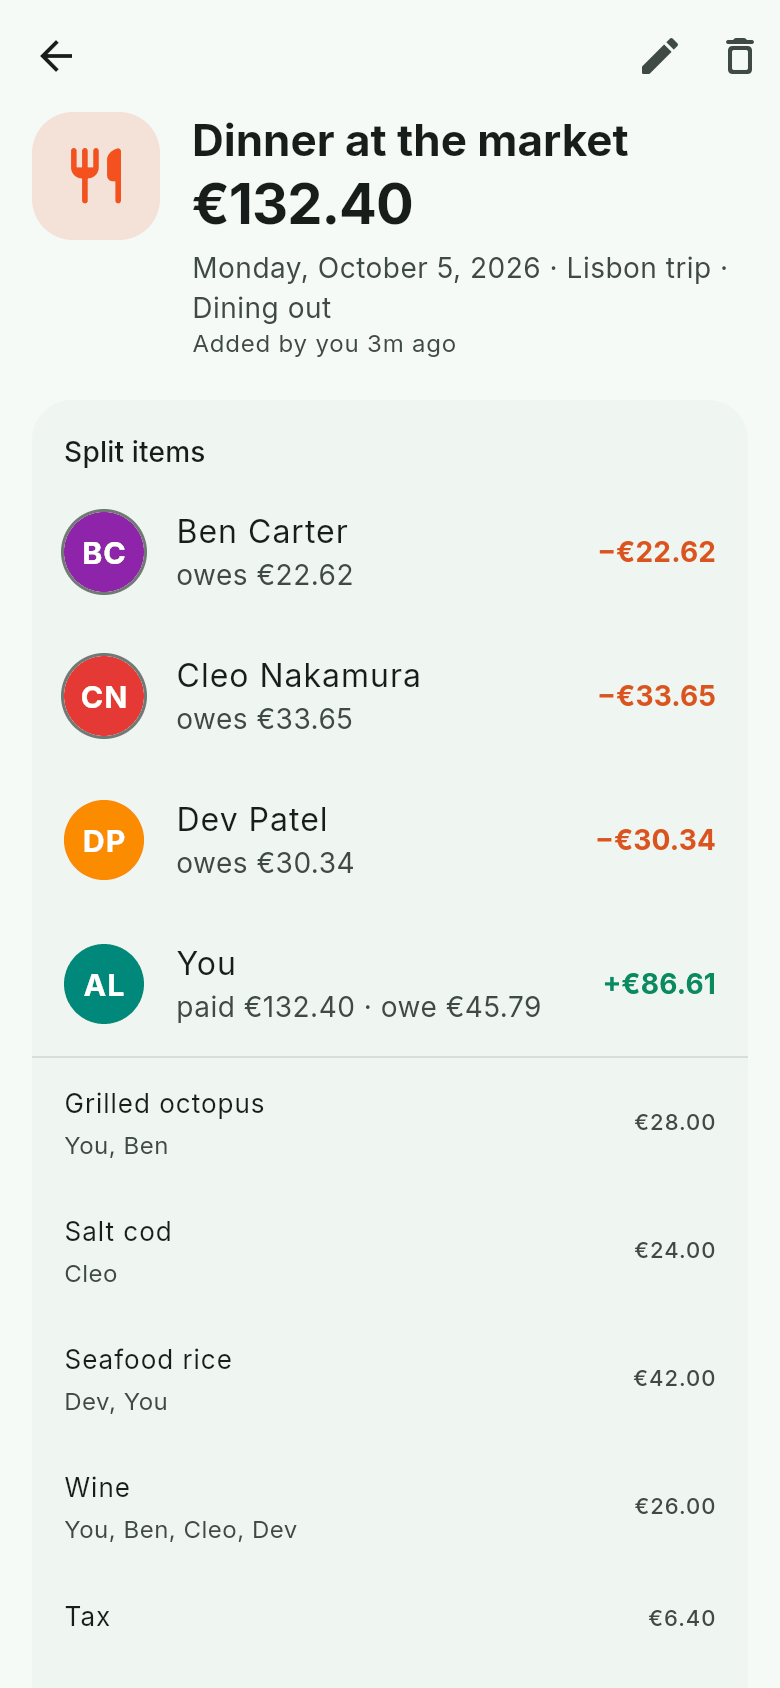 Dinner at the market
€132.40
Monday, October 5, 2026 · Lisbon trip ·
Dining out
Added by you 3m ago
Split items
BC
Ben Carter
owes €22.62
−€22.62
CN
Cleo Nakamura
owes €33.65
−€33.65
DP
Dev Patel
owes €30.34
−€30.34
AL
You
paid €132.40 · owe €45.79
+€86.61
Grilled octopus
You, Ben
€28.00
Salt cod
Cleo
€24.00
Seafood rice
Dev, You
€42.00
Wine
You, Ben, Cleo, Dev
€26.00
Tax
€6.40